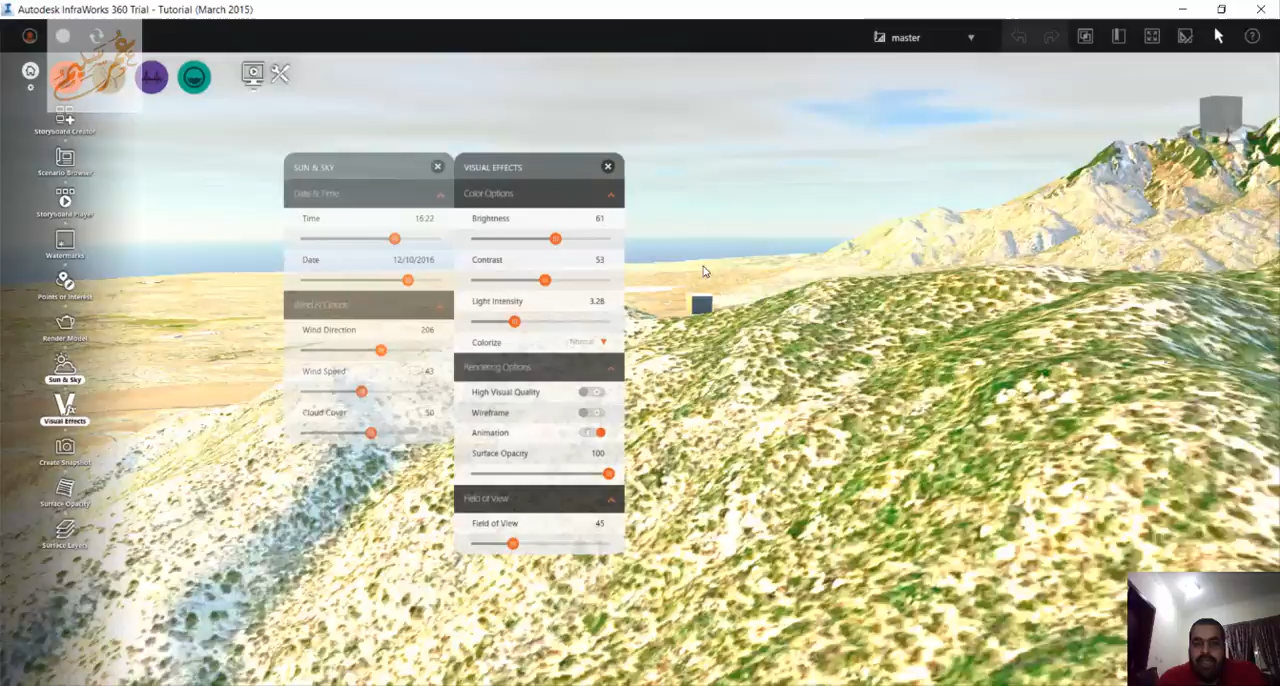 Autodesk InfraWorks 360 Trial - Tutorial (March 2015)
master
Storyboard Creator
Scenario Browser
Storyboard Player
Watermarks
Points of Interest
Render Model
Sun & Sky
Visual Effects
Create Snapshot
Surface Opacity
Surface Layers
SUN & SKY
Date & Time
Time 16:22
Date 12/10/2016
Wind Direction 206
Wind Speed 43
Cloud Cover 50
VISUAL EFFECTS
Color Options
Brightness 61
Contrast 53
Light Intensity 3.28
Colorize Normal
Rendering Options
High Visual Quality
Wireframe
Animation
Surface Opacity 100
Field of View
Field of View 45